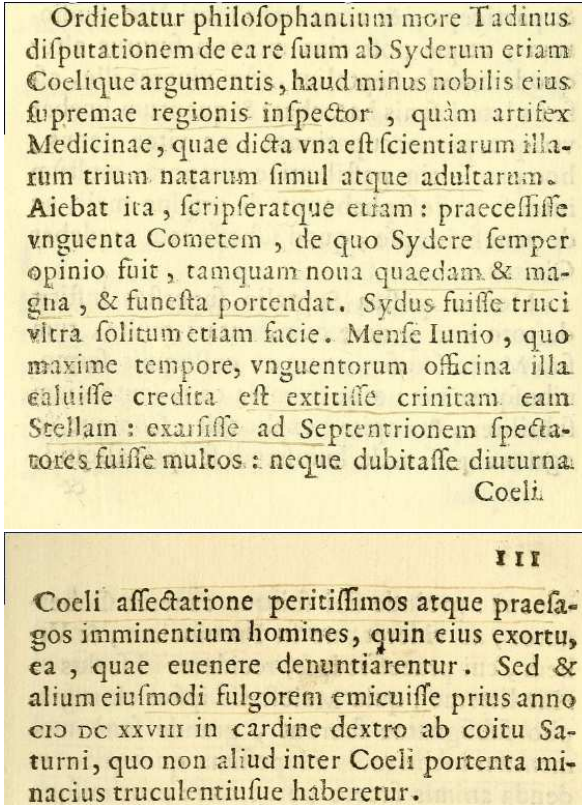 Ordiebatur philoſophantium more Tadinus
diſputationem de ea re ſuum ab Syderum etiam
Coelique argumentis, haud minus nobilis eius
ſupremae regionis inſpector, quàm artifex
Medicinae, quae dicta vna eſt ſcientiarum illa-
rum trium natarum ſimul atque adultarum.
Aiebat ita, ſcripſeratque etiam: praeceſſiſſe
vnguenta Cometem, de quo Sydere ſemper
opinio fuit, tamquam noua quaedam & ma-
gna, & funeſta portendat. Sydus fuiſſe truci
vltra ſolitum etiam facie. Menſe Iunio, quo
maxime tempore, vnguentorum officina illa
caluiſſe credita eſt extitiſſe crinitam eam
Stellam: exarſiſſe ad Septentrionem ſpecta-
tores fuiſſe multos: neque dubitaſſe diuturna
Coeli
III
Coeli aſſectatione peritiſſimos atque praeſa-
gos imminentium homines, quin eius exortu,
ea, quae euenere denuntiarentur. Sed &
alium eiuſmodi fulgorem emicuiſſe prius anno
CIↃ DC XXVIII in cardine dextro ab coitu Sa-
turni, quo non aliud inter Coeli portenta mi-
nacius truculentiuſue haberetur.